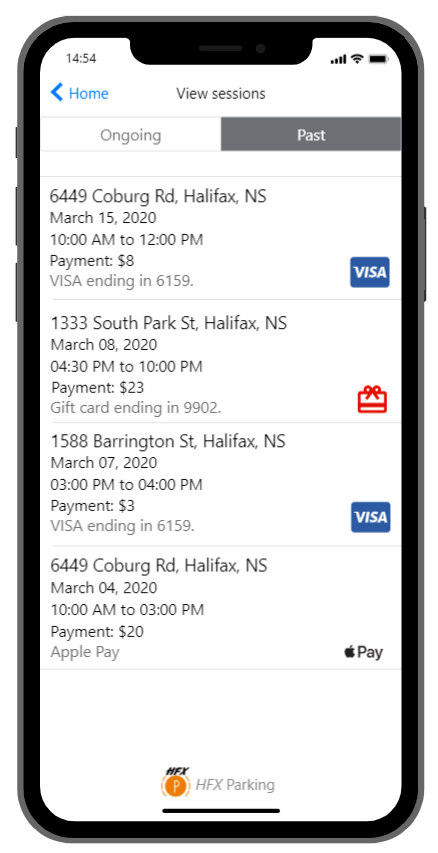 14:54
Home
View sessions
Ongoing
Past
6449 Coburg Rd, Halifax, NS
March 15, 2020
10:00 AM to 12:00 PM
Payment: $8
VISA ending in 6159.
VISA
1333 South Park St, Halifax, NS
March 08, 2020
04:30 PM to 10:00 PM
Payment: $23
Gift card ending in 9902.
1588 Barrington St, Halifax, NS
March 07, 2020
03:00 PM to 04:00 PM
Payment: $3
VISA ending in 6159.
VISA
6449 Coburg Rd, Halifax, NS
March 04, 2020
10:00 AM to 03:00 PM
Payment: $20
Apple Pay
Pay
HFX
P
HFX Parking